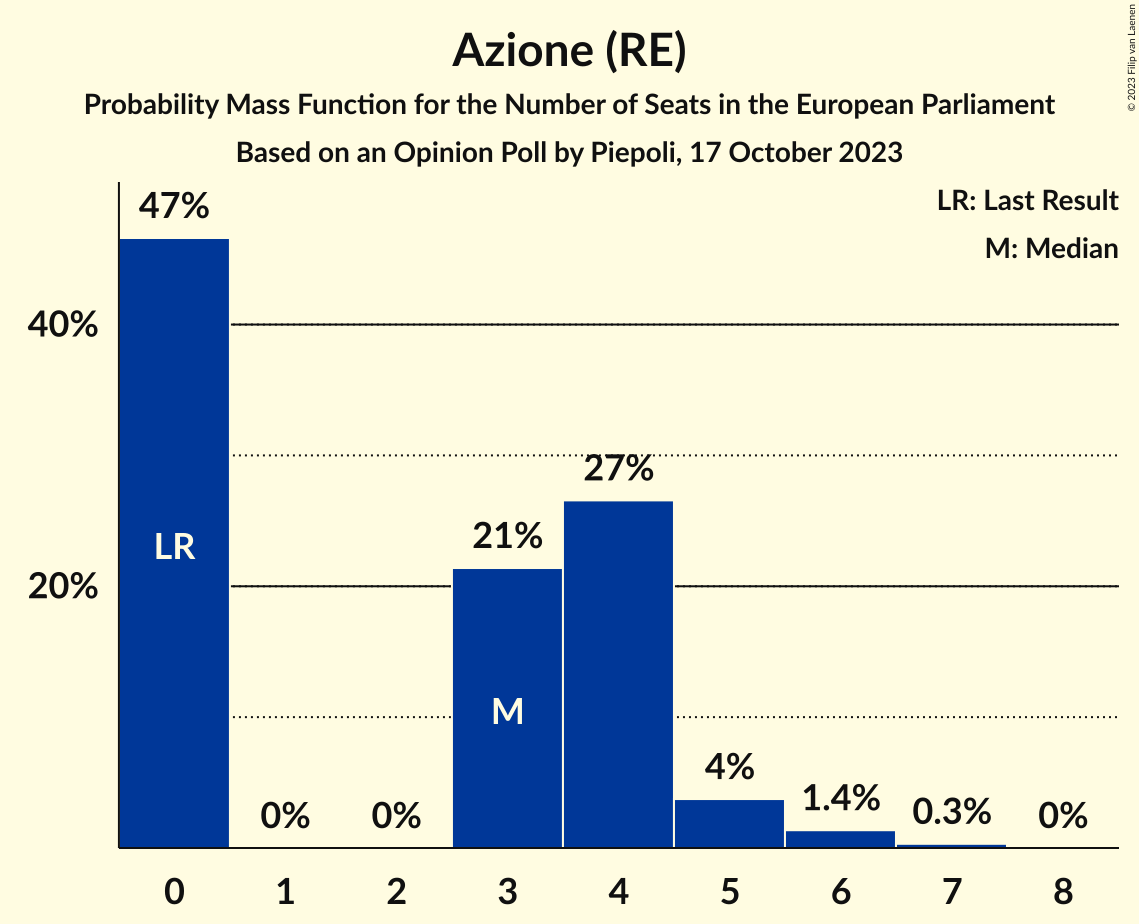 Azione (RE)
Probability Mass Function for the Number of Seats in the European Parliament
Based on an Opinion Poll by Piepoli, 17 October 2023
© 2023 Filip van Laenen
LR: Last Result
M: Median
47%
40%
27%
21%
LR
20%
M
4%
1.4%
0.3%
0%
0%
0%
0 1 2 3 4 5 6 7 8